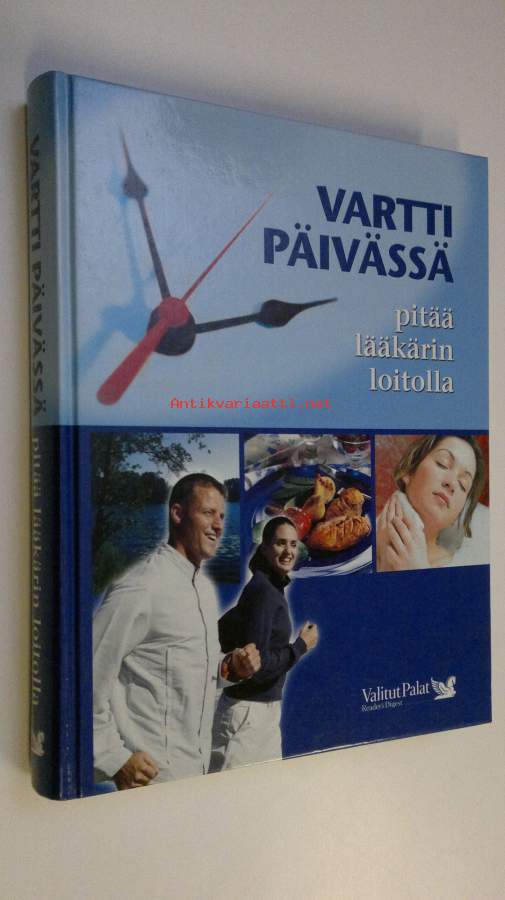 VARTTI PÄIVÄSSÄ pitää lääkärin loitolla
VARTTI
PÄIVÄSSÄ
pitää
lääkärin
loitolla
Antikvariaatti.net
Valitut Palat
Reader's Digest